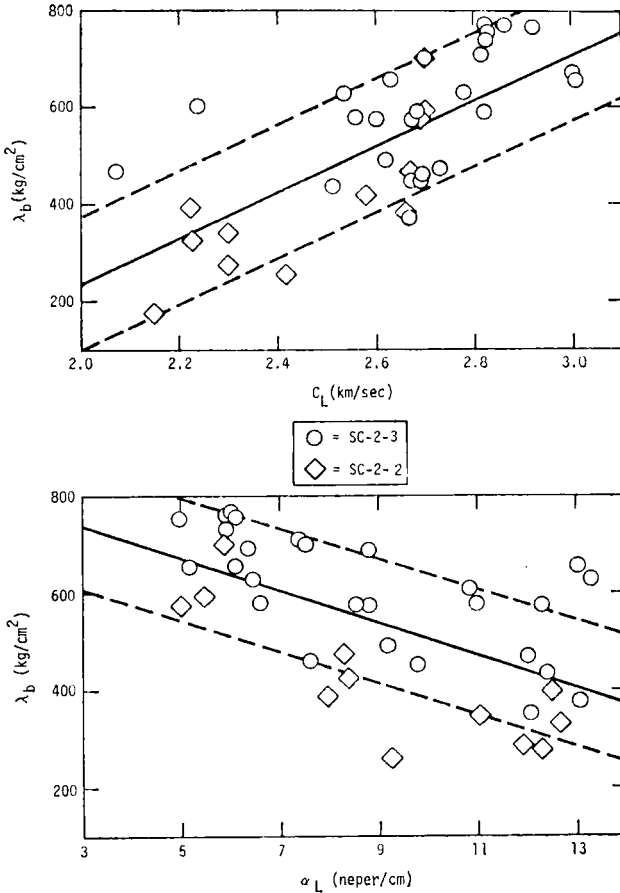 800
600
400
200
λb (kg/cm²)
2.0 2.2 2.4 2.6 2.8 3.0
CL (km/sec)
○ = SC-2-3
◇ = SC-2-2
800
600
400
200
λb (kg/cm²)
3 5 7 9 11 13
αL (neper/cm)